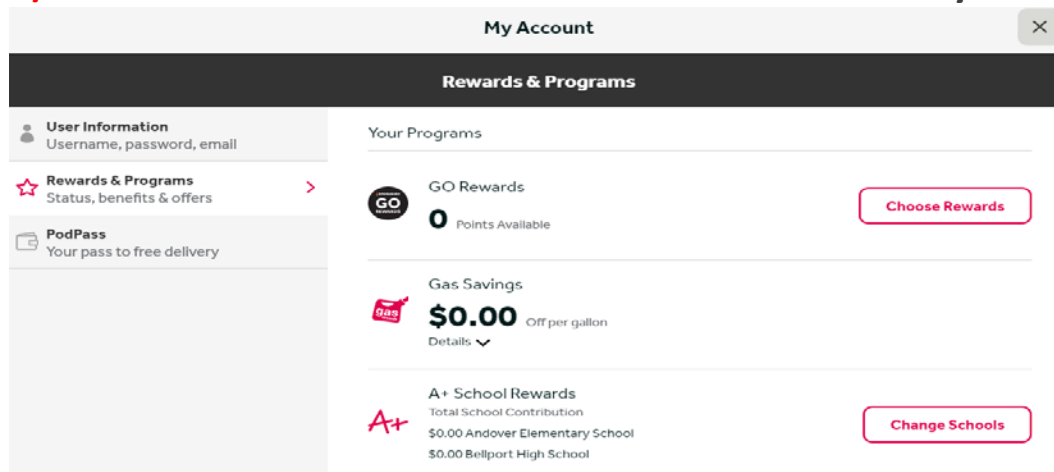 My Account
Rewards & Programs
User Information
Username, password, email
Rewards & Programs
Status, benefits & offers
PodPass
Your pass to free delivery
Your Programs
GO Rewards
GO
REWARDS
0 Points Available
Choose Rewards
Gas Savings
gas
$0.00 Off per gallon
Details
A+ School Rewards
A+
Total School Contribution
$0.00 Andover Elementary School
$0.00 Bellport High School
Change Schools